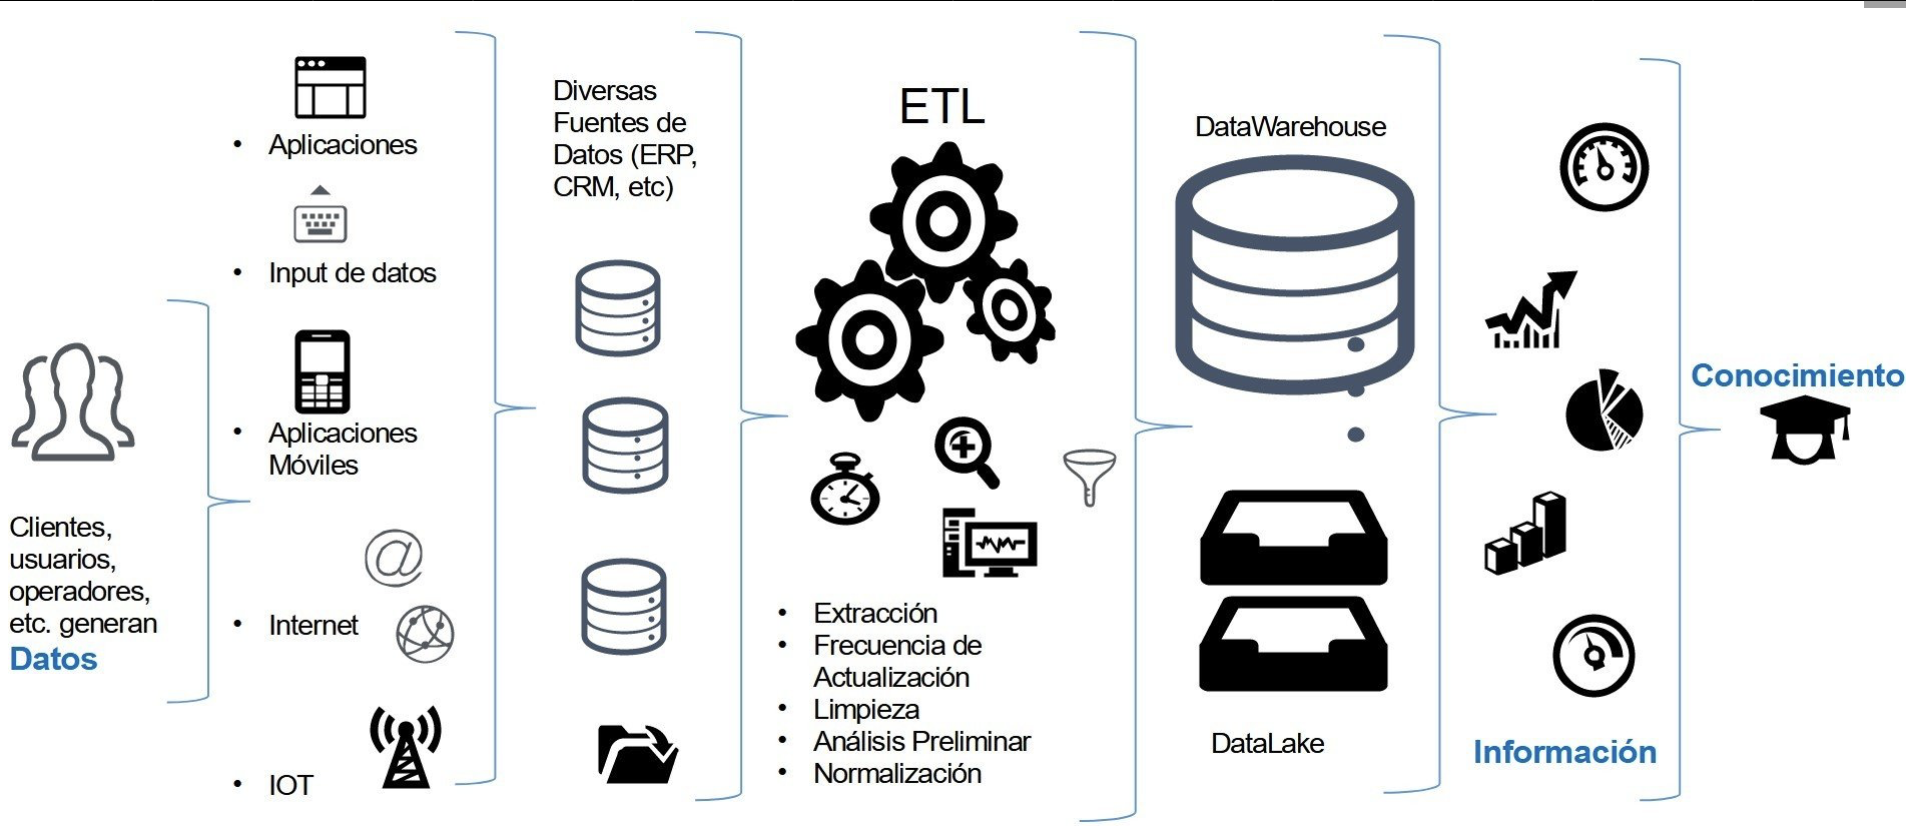 Clientes,
usuarios,
operadores,
etc. generan
Datos
• Aplicaciones
• Input de datos
• Aplicaciones
Móviles
@
• Internet
• IOT
Diversas
Fuentes de
Datos (ERP,
CRM, etc)
ETL
• Extracción
• Frecuencia de
Actualización
• Limpieza
• Análisis Preliminar
• Normalización
DataWarehouse
DataLake
Información
Conocimiento